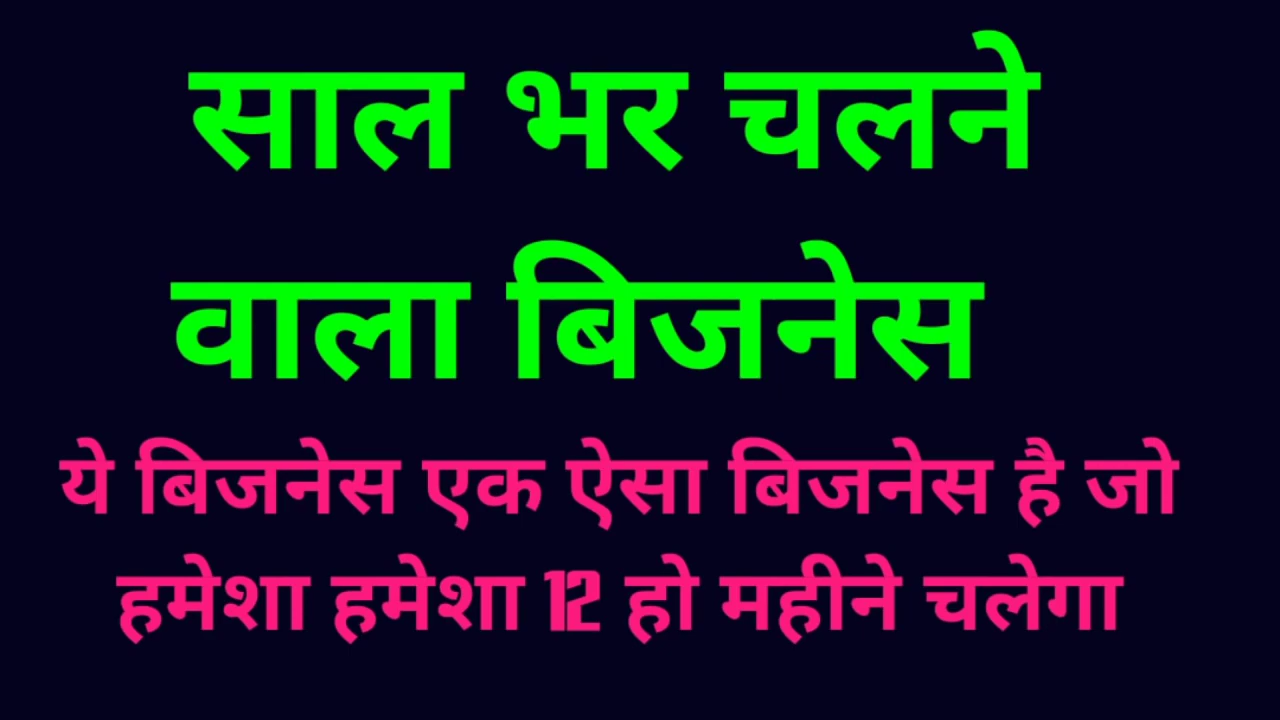 साल भर चलने
वाला बिजनेस
ये बिजनेस एक ऐसा बिजनेस है जो
हमेशा हमेशा 12 हो महीने चलेगा